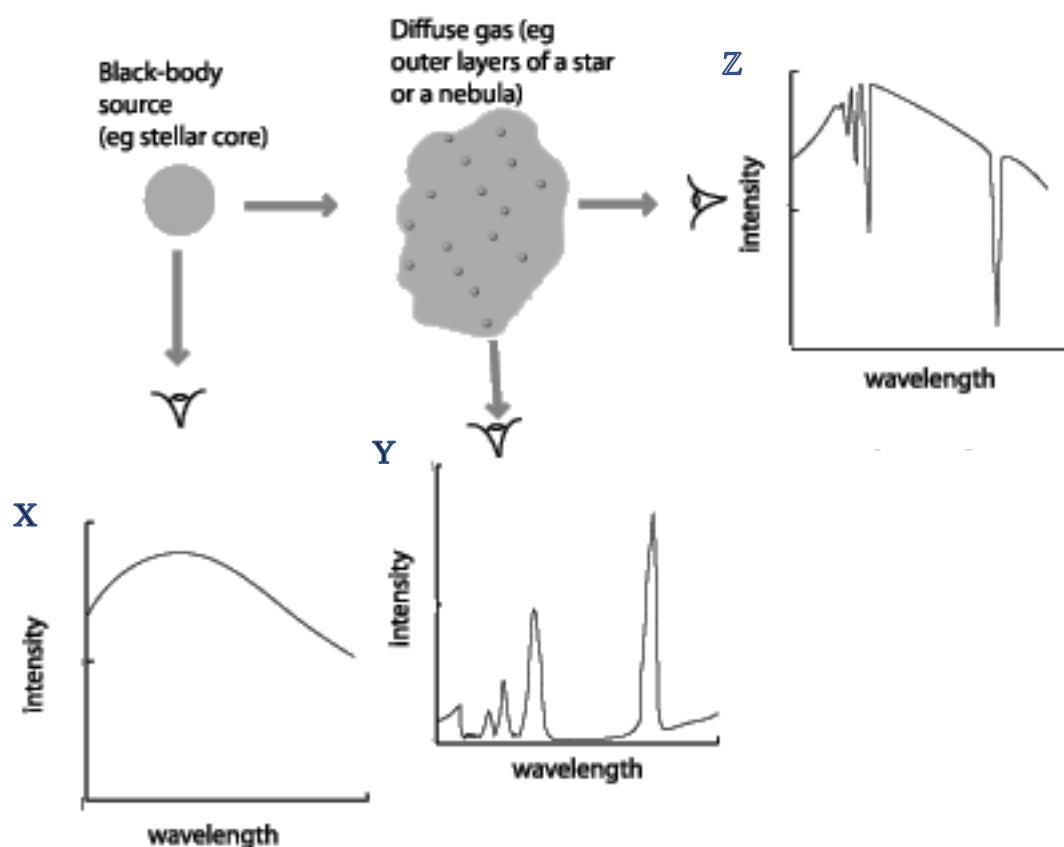 Black-body
source
(eg stellar core)
Diffuse gas (eg
outer layers of a star
or a nebula)
ℤ
intensity
wavelength
X
intensity
wavelength
Y
intensity
wavelength